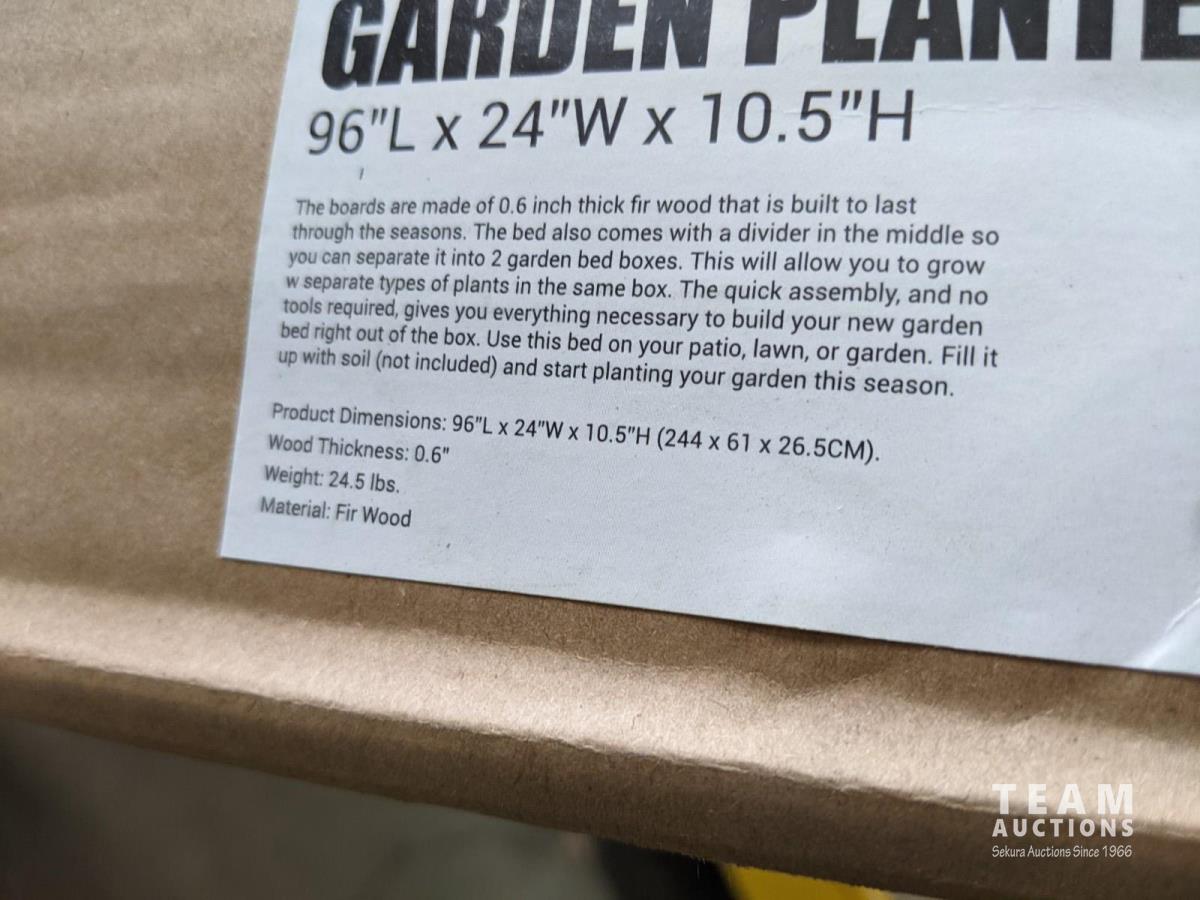 GARDEN PLANTE
96"L x 24"W x 10.5"H
The boards are made of 0.6 inch thick fir wood that is built to last
through the seasons. The bed also comes with a divider in the middle so
you can separate it into 2 garden bed boxes. This will allow you to grow
w separate types of plants in the same box. The quick assembly, and no
tools required, gives you everything necessary to build your new garden
bed right out of the box. Use this bed on your patio, lawn, or garden. Fill it
up with soil (not included) and start planting your garden this season.
Product Dimensions: 96"L x 24"W x 10.5"H (244 x 61 x 26.5CM).
Wood Thickness: 0.6"
Weight: 24.5 lbs.
Material: Fir Wood
TEAM
AUCTIONS
Sekura Auctions Since 1966